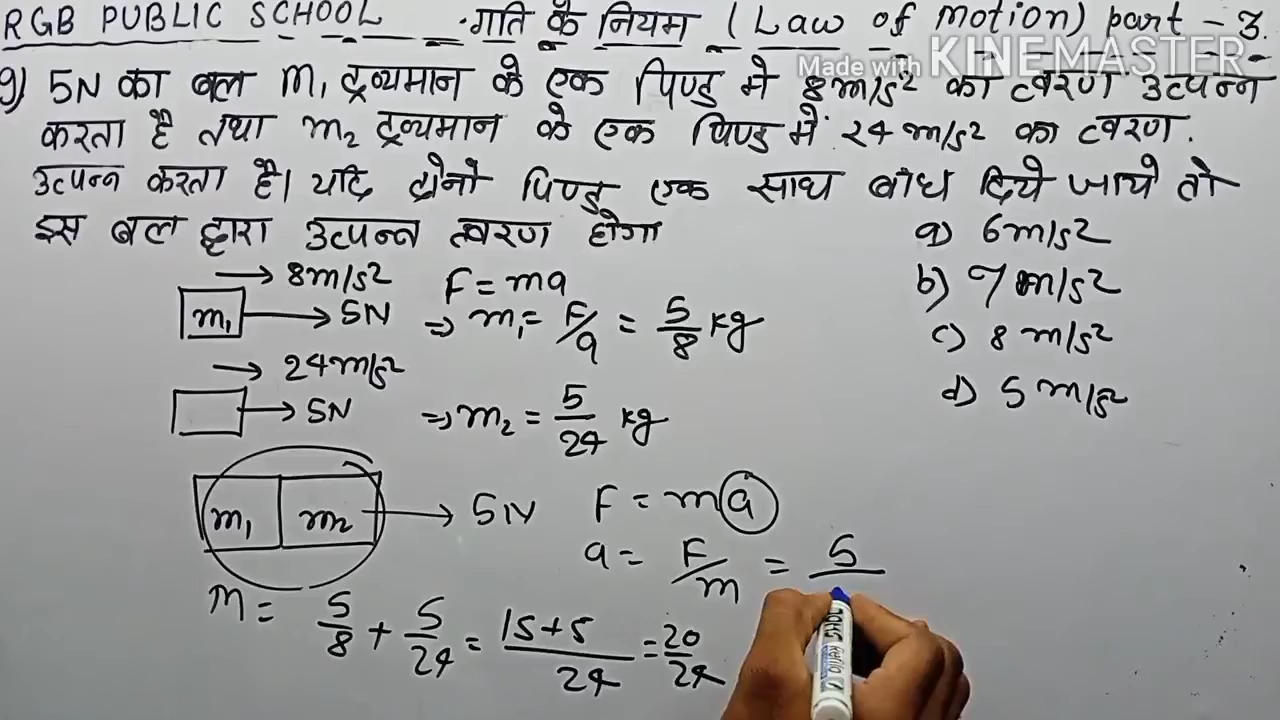 RGB PUBLIC SCHOOL गति के नियम (Law of motion) part - 3.
Made with KINEMASTER
9) 5N का बल m₁ द्रव्यमान के एक पिण्ड मे 8m/s² का त्वरण उत्पन्न
करता है तथा m₂ द्रव्यमान के एक पिण्ड में 24 m/s² का त्वरण
उत्पन्न करता है। यदि दोनो पिण्ड एक साथ बांध दिये जाये तो
इस बल द्वारा उत्पन्न त्वरण होगा
a) 6m/s²
b) 9 m/s²
c) 8 m/s²
d) 5 m/s²
→ 8m/s²
m₁ → 5N
F = ma
⇒ m₁ = F/a = 5/8 kg
→ 24m/s²
→ 5N ⇒ m₂ = 5/24 kg
m₁ m₂ → 5N
F = ma
a = F/m = 5
M = 5/8 + 5/24 = 15+5/24 = 20/24